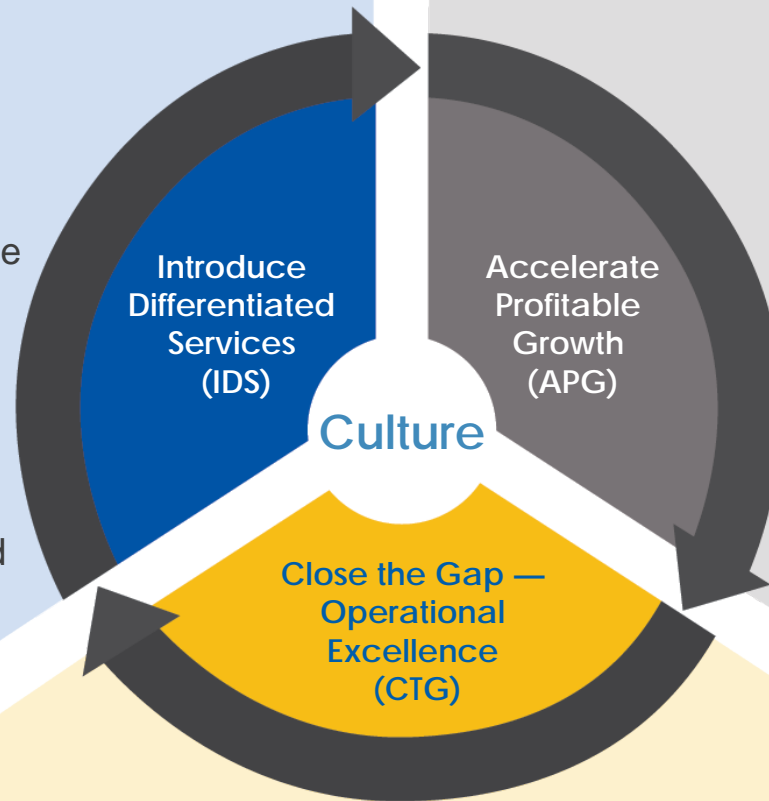 Introduce
Differentiated
Services
(IDS)
Accelerate
Profitable
Growth
(APG)
Culture
Close the Gap —
Operational
Excellence
(CTG)